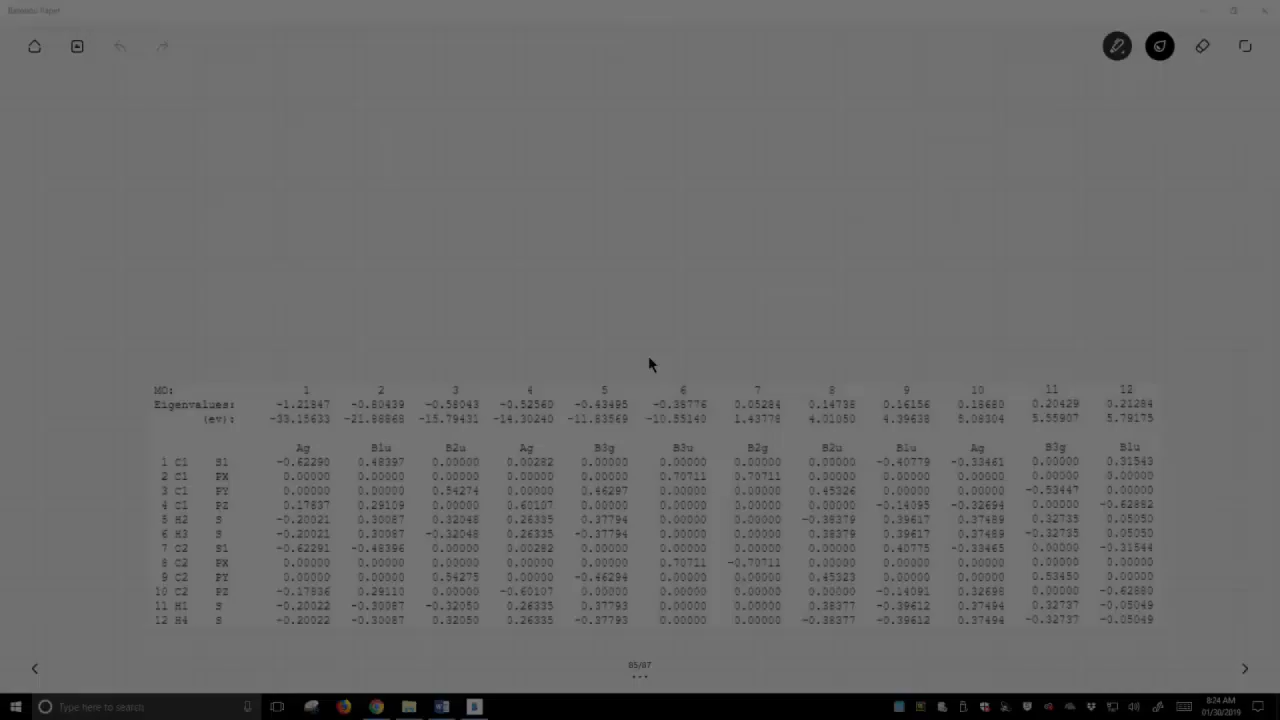 Bamboo Paper
MO: 1 2 3 4 5 6 7 8 9 10 11 12
Eigenvalues: -1.21847 -0.80439 -0.58043 -0.52560 -0.43495 -0.38776 0.05284 0.14738 0.16156 0.18680 0.20429 0.21284
(ev): -33.15633 -21.88868 -15.79431 -14.30240 -11.83569 -10.55140 1.43778 4.01050 4.39638 5.08304 5.55907 5.79175
Ag B1u B2u Ag B3g B3u B2g B2u B1u Ag B3g B1u
1 C1 S1 -0.62290 0.48397 0.00000 0.00282 0.00000 0.00000 0.00000 0.00000 -0.40779 -0.33461 0.00000 0.31543
2 C1 PX 0.00000 0.00000 0.00000 0.00000 0.00000 0.70711 0.70711 0.00000 0.00000 0.00000 0.00000 0.00000
3 C1 PY 0.00000 0.00000 0.54274 0.00000 0.46297 0.00000 0.00000 0.45326 0.00000 0.00000 -0.53447 0.00000
4 C1 PZ 0.17837 0.29109 0.00000 0.60107 0.00000 0.00000 0.00000 0.00000 -0.14095 -0.32694 0.00000 -0.62882
5 H2 S -0.20021 0.30087 0.32048 0.26335 0.37794 0.00000 0.00000 -0.38379 0.39617 0.37489 0.32735 0.05050
6 H3 S -0.20021 0.30087 -0.32048 0.26335 -0.37794 0.00000 0.00000 0.38379 0.39617 0.37489 -0.32735 0.05050
7 C2 S1 -0.62291 -0.48396 0.00000 0.00282 0.00000 0.00000 0.00000 0.00000 0.40775 -0.33465 0.00000 -0.31544
8 C2 PX 0.00000 0.00000 0.00000 0.00000 0.00000 0.70711 -0.70711 0.00000 0.00000 0.00000 0.00000 0.00000
9 C2 PY 0.00000 0.00000 0.54275 0.00000 -0.46294 0.00000 0.00000 0.45323 0.00000 0.00000 0.53450 0.00000
10 C2 PZ -0.17836 0.29110 0.00000 -0.60107 0.00000 0.00000 0.00000 0.00000 -0.14091 0.32698 0.00000 -0.62880
11 H1 S -0.20022 -0.30087 -0.32050 0.26335 0.37793 0.00000 0.00000 0.38377 -0.39612 0.37494 0.32737 -0.05049
12 H4 S -0.20022 -0.30087 0.32050 0.26335 -0.37793 0.00000 0.00000 -0.38377 -0.39612 0.37494 -0.32737 -0.05049
85/87
Type here to search
8:24 AM
01/30/2019